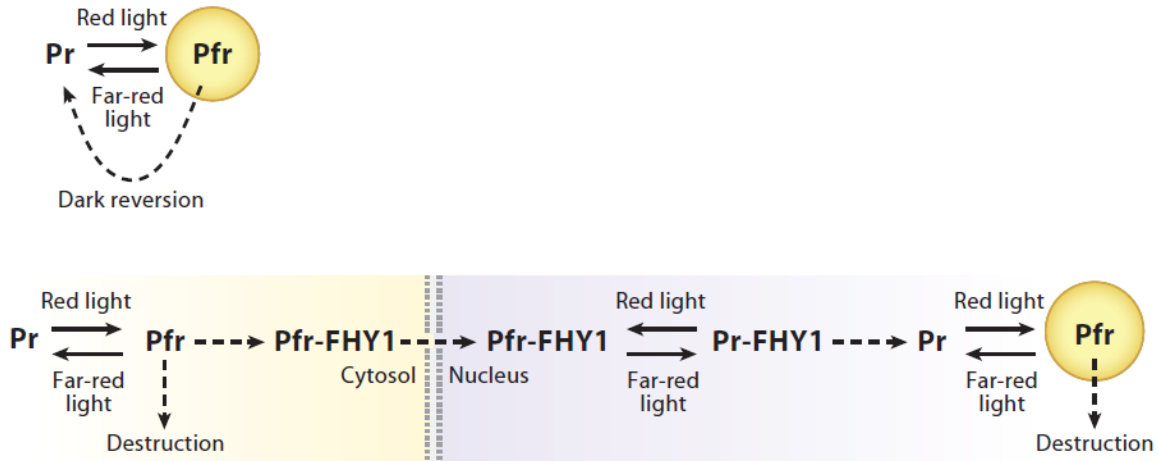 Red light
Pr
Pfr
Far-red
light
Dark reversion
Red light
Red light
Red light
Pr
Pfr
Pfr-FHY1
Pfr-FHY1
Pr-FHY1
Pr
Pfr
Far-red
light
Cytosol
Nucleus
Far-red
light
Far-red
light
Destruction
Destruction